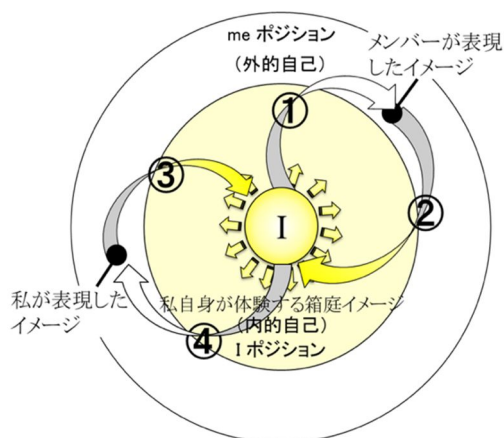 me ポジション
(外的自己)
メンバーが表現
したイメージ
①
③
②
I
私が表現した
イメージ
私自身が体験する箱庭イメージ
(内的自己)
I ポジション
④